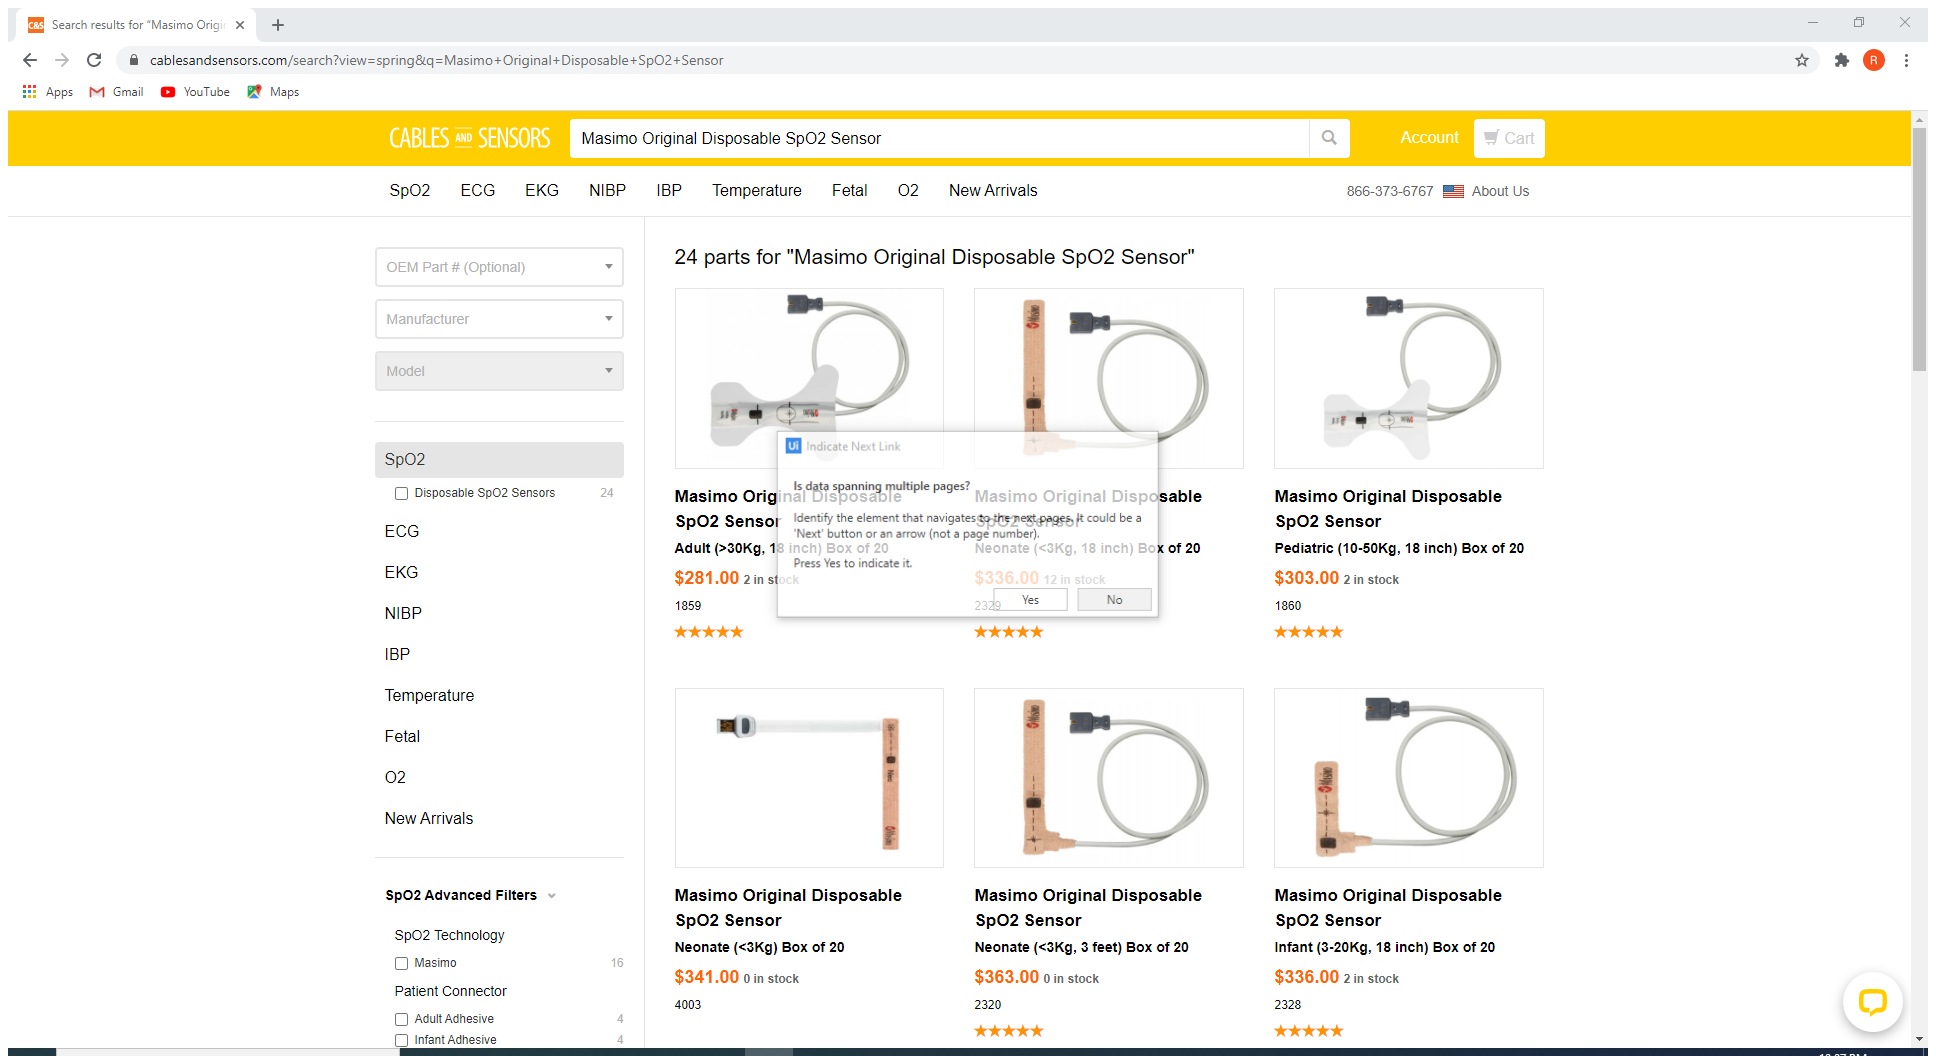 C&S Search results for "Masimo Origi
cablesandsensors.com/search?view=spring&q=Masimo+Original+Disposable+SpO2+Sensor
R
Apps Gmail YouTube Maps
CABLES AND SENSORS
Masimo Original Disposable SpO2 Sensor
Account
Cart
SpO2 ECG EKG NIBP IBP Temperature Fetal O2 New Arrivals
866-373-6767 About Us
OEM Part # (Optional)
Manufacturer
Model
SpO2
Disposable SpO2 Sensors 24
ECG
EKG
NIBP
IBP
Temperature
Fetal
O2
New Arrivals
SpO2 Advanced Filters
SpO2 Technology
Masimo 16
Patient Connector
Adult Adhesive 4
Infant Adhesive 4
24 parts for "Masimo Original Disposable SpO2 Sensor"
Masimo Original Disposable
SpO2 Sensor
Adult (>30Kg, 18 inch) Box of 20
$281.00 2 in stock
1859
Masimo Original Disposable
SpO2 Sensor
Neonate (<3Kg, 18 inch) Box of 20
$336.00 12 in stock
2329
Masimo Original Disposable
SpO2 Sensor
Pediatric (10-50Kg, 18 inch) Box of 20
$303.00 2 in stock
1860
Ui Indicate Next Link
Is data spanning multiple pages?
Identify the element that navigates to the next pages. It could be a
'Next' button or an arrow (not a page number).
Press Yes to indicate it.
Yes No
Masimo Original Disposable
SpO2 Sensor
Neonate (<3Kg) Box of 20
$341.00 0 in stock
4003
Masimo Original Disposable
SpO2 Sensor
Neonate (<3Kg, 3 feet) Box of 20
$363.00 0 in stock
2320
Masimo Original Disposable
SpO2 Sensor
Infant (3-20Kg, 18 inch) Box of 20
$336.00 2 in stock
2328